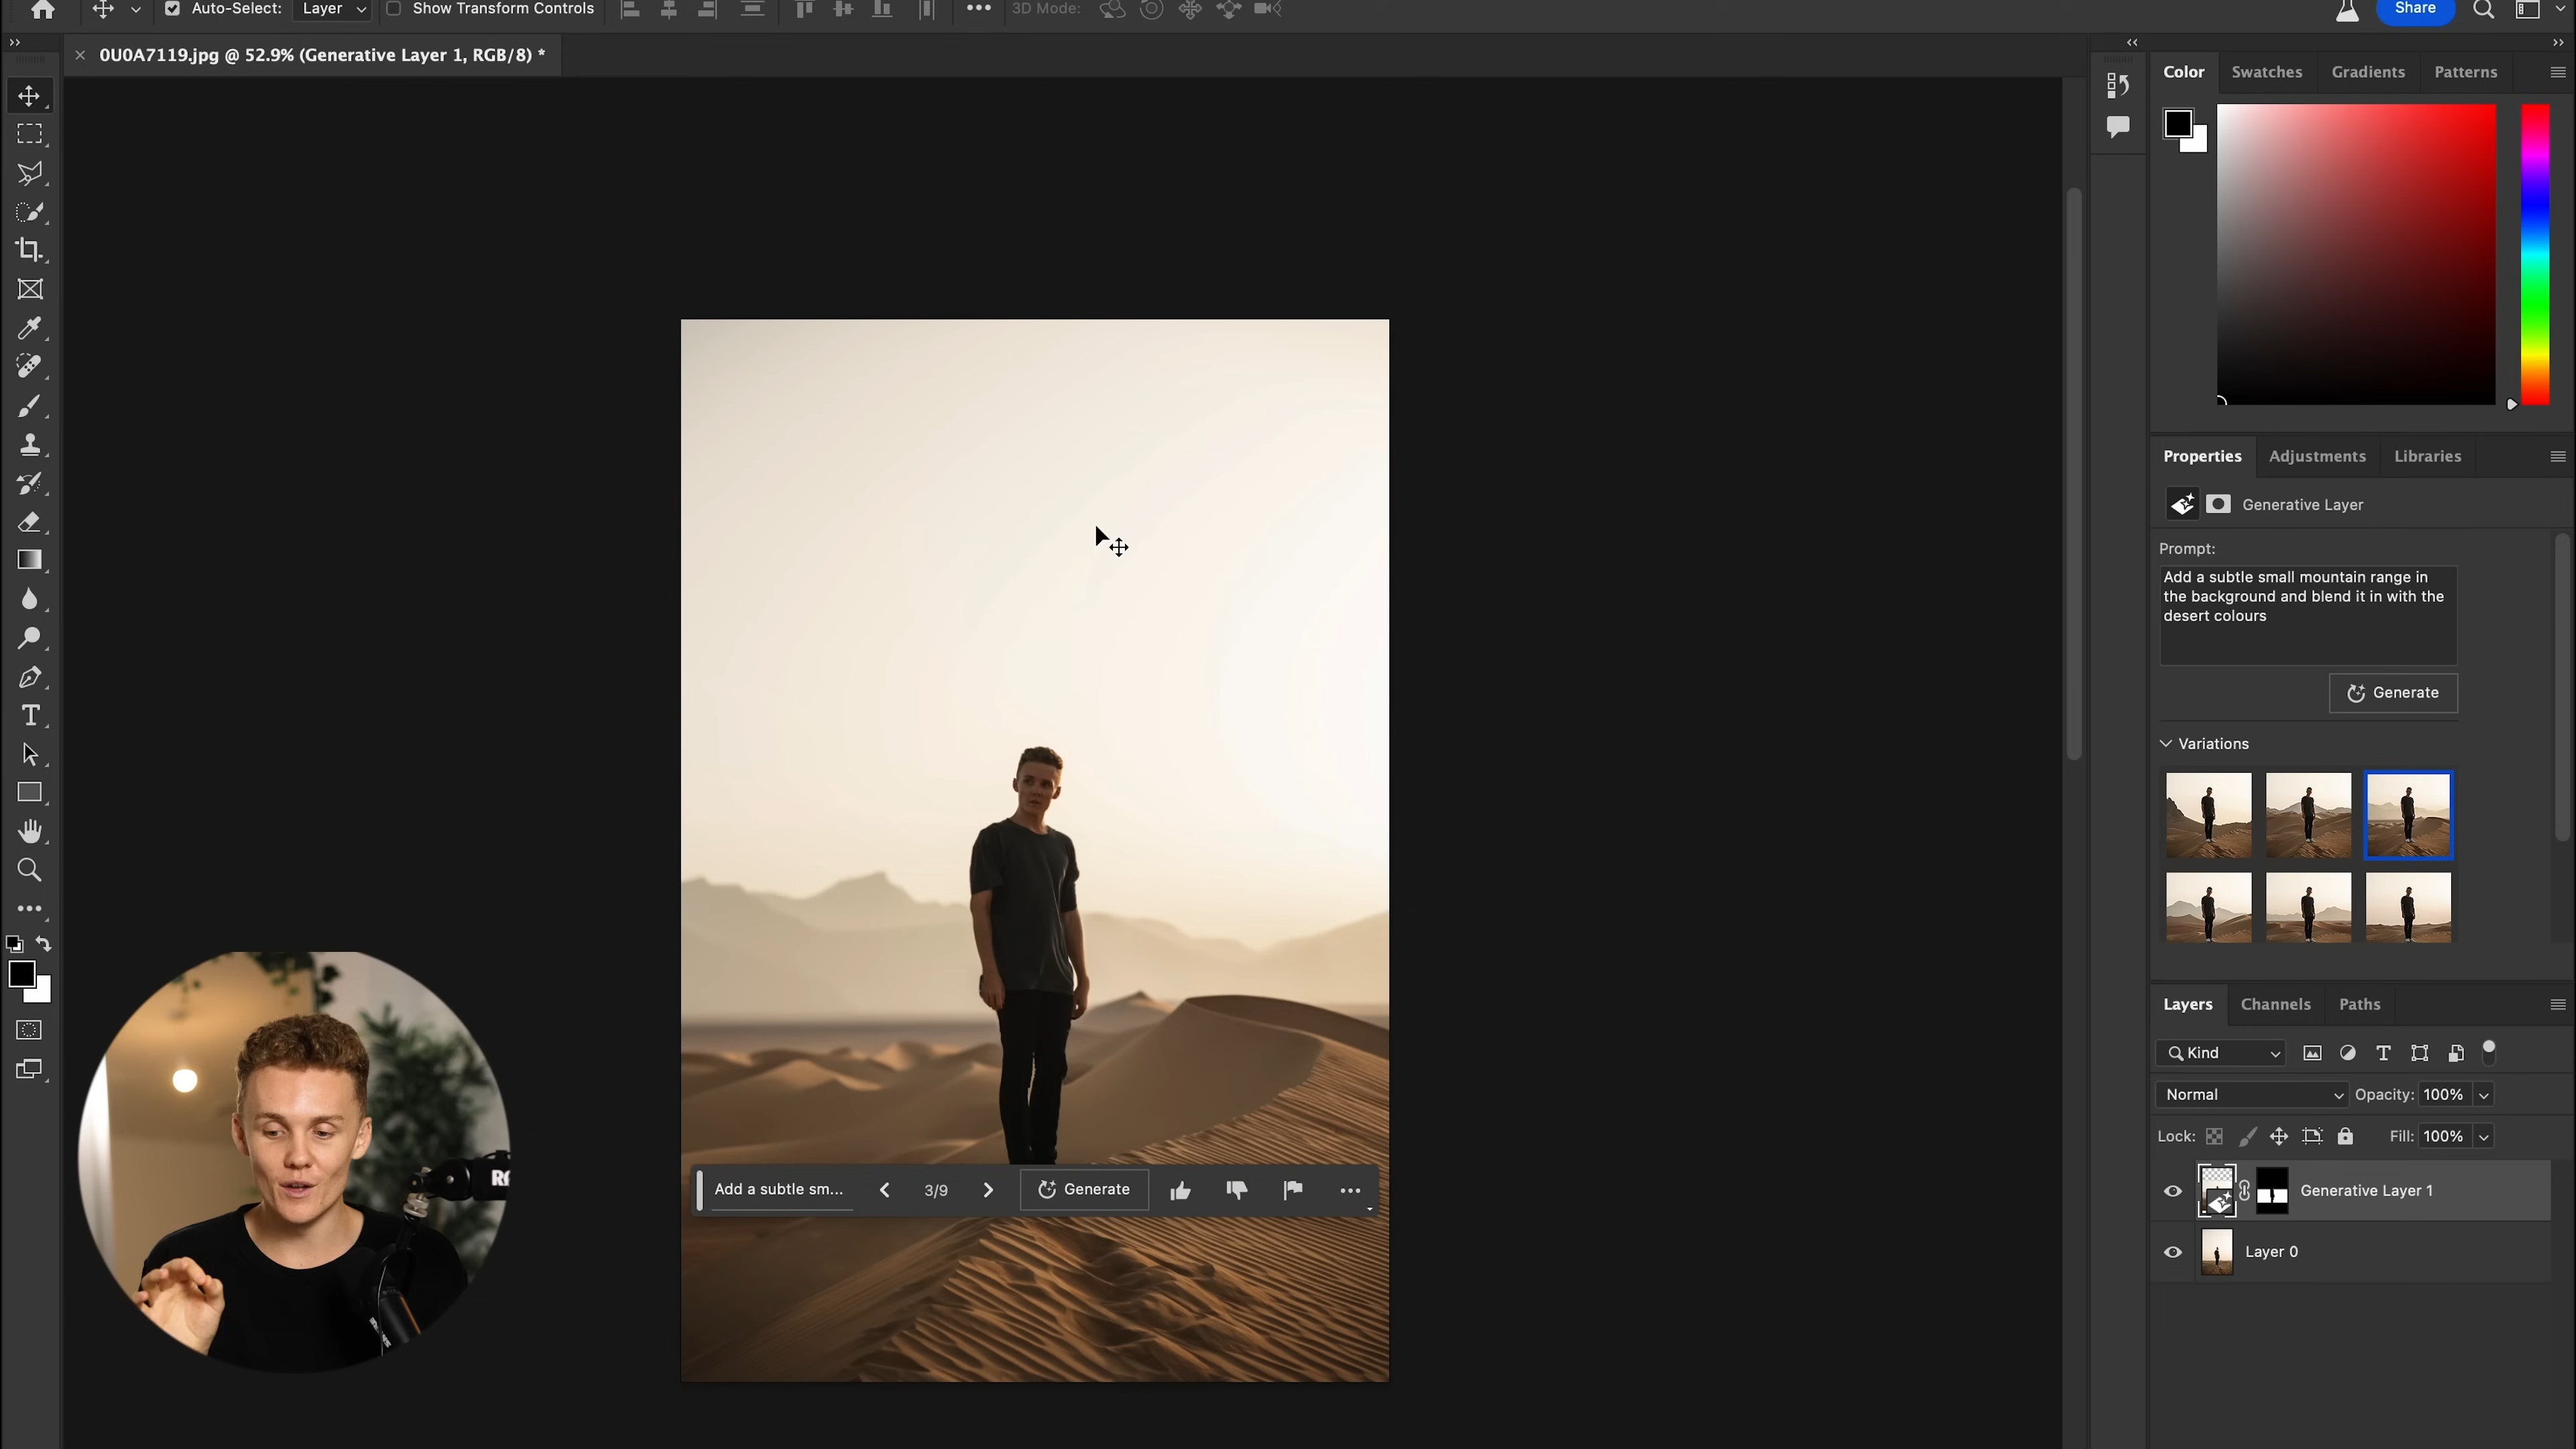 Auto-Select: Layer Show Transform Controls 3D Mode: Share
0U0A7119.jpg @ 52.9% (Generative Layer 1, RGB/8) *
Color Swatches Gradients Patterns
Properties Adjustments Libraries
Generative Layer
Prompt:
Add a subtle small mountain range in
the background and blend it in with the
desert colours
Generate
Variations
Add a subtle sm... 3/9 Generate
Layers Channels Paths
Kind
Normal Opacity: 100%
Lock: Fill: 100%
Generative Layer 1
Layer 0